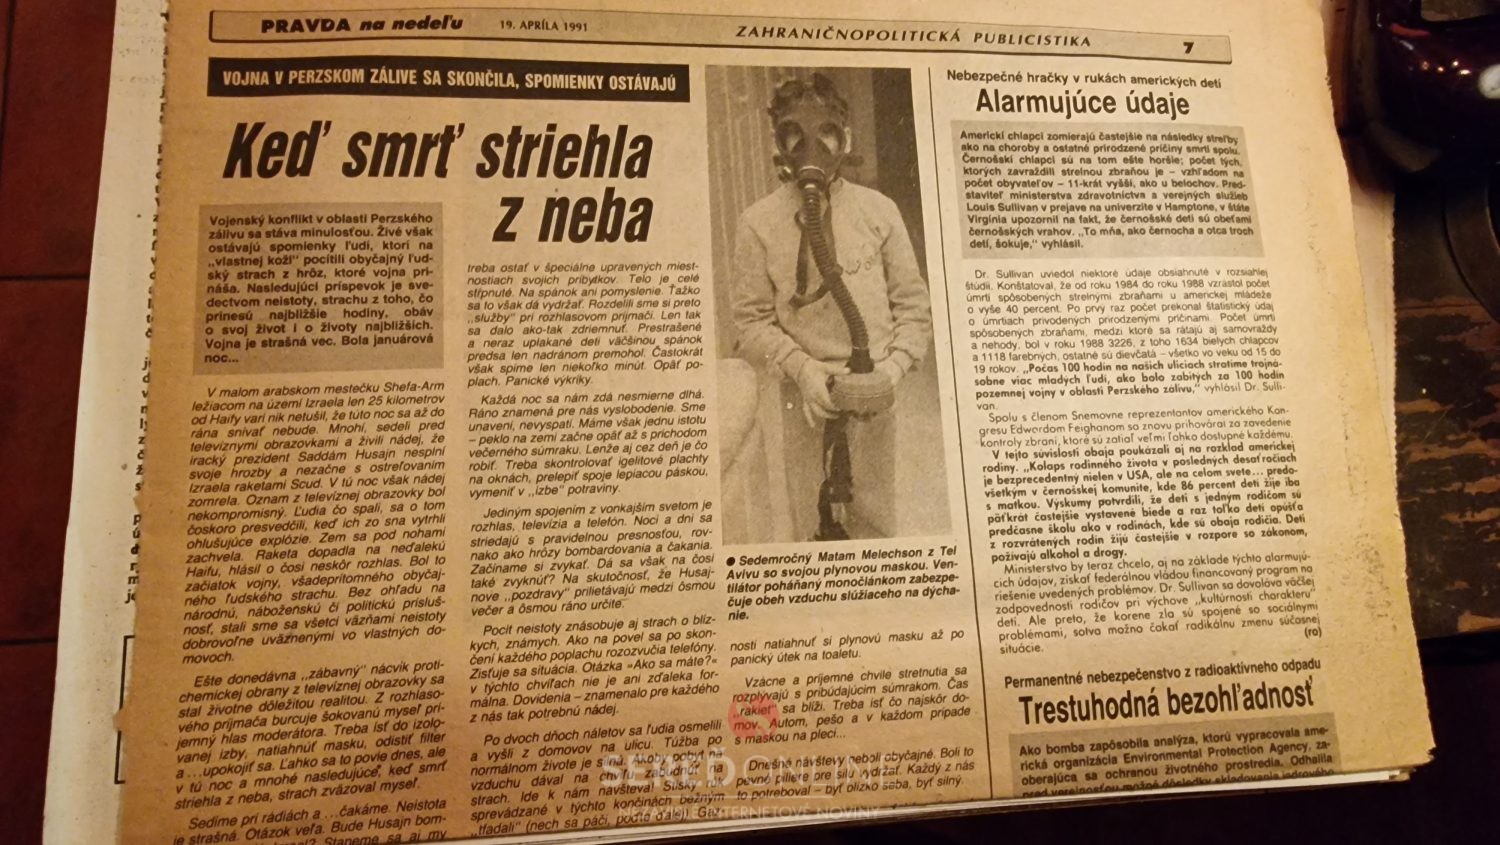 PRAVDA na nedeľu
19. APRÍLA 1991
ZAHRANIČNOPOLITICKÁ PUBLICISTIKA
7
VOJNA V PERZSKOM ZÁLIVE SA SKONČILA, SPOMIENKY OSTÁVAJÚ
Keď smrť striehla
z neba
Vojenský konflikt v oblasti Perzského
zálivu sa stáva minulosťou. Živé však
ostávajú spomienky ľudí, ktorí na
„vlastnej koži” pocítili obyčajný ľud-
ský strach z hrôz, ktoré vojna pri-
náša. Nasledujúci príspevok je sve-
dectvom neistoty, strachu z toho, čo
prinesú najbližšie hodiny, obáv
o svoj život i o životy najbližších.
Vojna je strašná vec. Bola januárová
noc...
V malom arabskom mestečku Shefa-Arm
ležiacom na území Izraela len 25 kilometrov
od Haify vari nik netušil, že túto noc sa až do
rána snívať nebude. Mnohí, sedeli pred
televíznymi obrazovkami a živili nádej, že
iracký prezident Saddám Husajn nesplní
svoje hrozby a nezačne s ostreľovaním
Izraela raketami Scud. V tú noc však nádej
zomrela. Oznam z televíznej obrazovky bol
nekompromisný. Ľudia čo spali, sa o tom
čoskoro presvedčili, keď ich zo sna vytrhli
ohlušujúce explózie. Zem sa pod nohami
zachvela. Raketa dopadla na neďalekú
Haifu, hlásil o čosi neskôr rozhlas. Bol to
začiatok vojny, všadeprítomného obyčaj-
ného ľudského strachu. Bez ohľadu na
národnú, náboženskú či politickú prísluš-
nosť, stali sme sa všetci väzňami neistoty
dobrovoľne uväznenými vo vlastných do-
movoch.
Ešte donedávna „zábavný” nácvik proti-
chemickej obrany z televíznej obrazovky sa
stal životne dôležitou realitou. Z rozhlaso-
vého prijímača burcuje šokovanú myseľ prí-
jemný hlas moderátora. Treba ísť do izolo-
vanej izby, natiahnúť masku, odistiť filter
a ...upokojiť sa. Ľahko sa to povie dnes, ale
v tú noc a mnohé nasledujúce, keď smrť
striehla z neba, strach zväzoval myseľ.
Sedíme pri rádiách a ...čakáme. Neistota
je strašná. Otázok veľa. Bude Husajn bom-
treba ostať v špeciálne upravených miest-
nostiach svojich príbytkov. Telo je celé
stŕpnuté. Na spánok ani pomyslenie. Ťažko
sa to však dá vydržať. Rozdelili sme si preto
„služby” pri rozhlasovom prijímači. Len tak
sa dalo ako-tak zdriemnuť. Prestrašené
a neraz uplakané deti väčšinou spánok
predsa len nadránom premohol. Častokrát
však spíme len niekoľko minút. Opäť po-
plach. Panické výkriky.
Každá noc sa nám zdá nesmierne dlhá.
Ráno znamená pre nás vyslobodenie. Sme
unavení, nevyspatí. Máme však jednu istotu
– peklo na zemi začne opäť až s príchodom
večerného súmraku. Lenže aj cez deň je čo
robiť. Treba skontrolovať igelitové plachty
na oknách, prelepiť spoje lepiacou páskou,
vymeniť v „izbe” potraviny.
Jediným spojením z vonkajším svetom je
rozhlas, televízia a telefón. Noci a dni sa
striedajú s pravidelnou presnosťou, rov-
nako ako hrôzy bombardovania a čakania.
Začíname si zvykať. Dá sa však na čosi
také zvyknúť? Na skutočnosť, že Husaj-
nove „pozdravy” prilietávajú medzi ôsmou
večer a ôsmou ráno určite.
Pocit neistoty znásobuje aj strach o blíz-
kych, známych. Ako na povel sa po skon-
čení každého poplachu rozozvučia telefóny.
Zisťuje sa situácia. Otázka »Ako sa máte?«
v týchto chvíľach nie je ani zďaleka for-
málna. Dovidenia – znamenalo pre každého
z nás tak potrebnú nádej.
Po dvoch dňoch náletov sa ľudia osmelili
a vyšli z domovov na ulicu. Túžba po
normálnom živote je silná. Akoby pobyt na
vzduchu dával na chvíľu zabudnúť na
strach. Ide k nám návšteva!
sprevádzané v týchto končinách bežným
„tfadali” (nech sa páči, poďte ďalej).
● Sedemročný Matam Melechson z Tel
Avivu so svojou plynovou maskou. Ven-
tilátor poháňaný monočlánkom zabezpe-
čuje obeh vzduchu slúžiaceho na dýcha-
nie.
nosti natiahnuť si plynovú masku až po
panický útek na toaletu.
Vzácne a príjemné chvíle stretnutia sa
rozplývajú s pribúdajúcim súmrakom. Čas
„rakiet” sa blíži. Treba ísť čo najskôr do-
mov. Autom, pešo a v každom prípade
s maskou na pleci...
Dnešné návštevy neboli obyčajné. Boli to
pevné piliere pre silu vydržať. Každý z nás
to potreboval – byť blízko seba, byť silný.
Nebezpečné hračky v rukách amerických detí
Alarmujúce údaje
Americkí chlapci zomierajú častejšie na následky streľby
ako na choroby a ostatné prirodzené príčiny smrti spolu.
Černošskí chlapci sú na tom ešte horšie; počet tých,
ktorých zavraždili strelnou zbraňou je – vzhľadom na
počet obyvateľov – 11-krát vyšší, ako u belochov. Pred-
staviteľ ministerstva zdravotníctva a verejných služieb
Louis Sullivan v prejave na univerzite v Hamptone, v štáte
Virgínia upozornil na fakt, že černošské deti sú obeťami
černošských vrahov. „To mňa, ako černocha a otca troch
detí, šokuje,” vyhlásil.
Dr. Sullivan uviedol niektoré údaje obsiahnuté v rozsiahlej
štúdii. Konštatoval, že od roku 1984 do roku 1988 vzrástol počet
úmrtí spôsobených strelnými zbraňami u americkej mládeže
o vyše 40 percent. Po prvý raz počet prekonal štatistický údaj
o úmrtiach privodených prirodzenými príčinami. Počet úmrtí
spôsobených zbraňami, medzi ktoré sa rátajú aj samovraždy
a nehody, bol v roku 1988 3226, z toho 1634 bielych chlapcov
a 1118 farebných, ostatné sú dievčatá – všetko vo veku od 15 do
19 rokov. „Počas 100 hodín na našich uliciach stratíme trojná-
sobne viac mladých ľudí, ako bolo zabitých za 100 hodín
pozemnej vojny v oblasti Perzského zálivu,” vyhlásil Dr. Sulli-
van.
Spolu s členom Snemovne reprezentantov amerického Kon-
gresu Edwerdom Feighanom sa znovu prihováral za zavedenie
kontroly zbraní, ktoré sú zatiaľ veľmi ľahko dostupné každému.
V tejto súvislosti obaja poukázali aj na rozklad americkej
rodiny. „Kolaps rodinného života v posledných desaťročiach
je bezprecedentný nielen v USA, ale na celom svete... predo-
všetkým v černošskej komunite, kde 86 percent detí žije iba
s matkou. Výskumy potvrdili, že deti s jedným rodičom sú
päťkrát častejšie vystavené biede a raz toľko detí opúšťa
predčasne školu ako v rodinách, kde sú obaja rodičia. Deti
z rozvrátených rodín žijú častejšie v rozpore so zákonom,
požívajú alkohol a drogy.
Ministerstvo by teraz chcelo, aj na základe týchto alarmujú-
cich údajov, získať federálnou vládou financovaný program na
riešenie uvedených problémov. Dr. Sullivan sa dovoláva väčšej
zodpovednosti rodičov pri výchove „kultúrnosti charakteru”
detí. Ale preto, že korene zla sú spojené so sociálnymi
problémami, sotva možno čakať radikálnu zmenu súčasnej
situácie.
(ro)
Permanentné nebezpečenstvo z radioaktívneho odpadu
Trestuhodná bezohľadnosť
Ako bomba zapôsobila analýza, ktorú vypracovala ame-
rická organizácia Environmental Protection Agency, za-
oberajúca sa ochranou životného prostredia. Odhalila